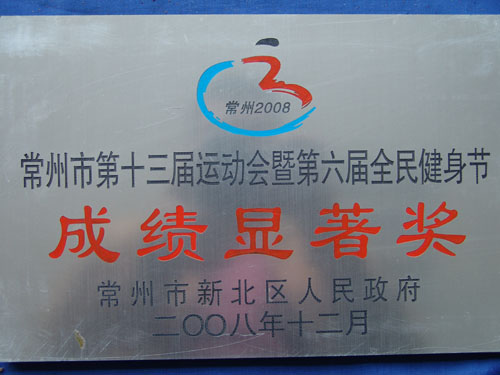 常州2008
常州市第十三届运动会暨第六届全民健身节
成绩显著奖
常州市新北区人民政府
二〇〇八年十二月